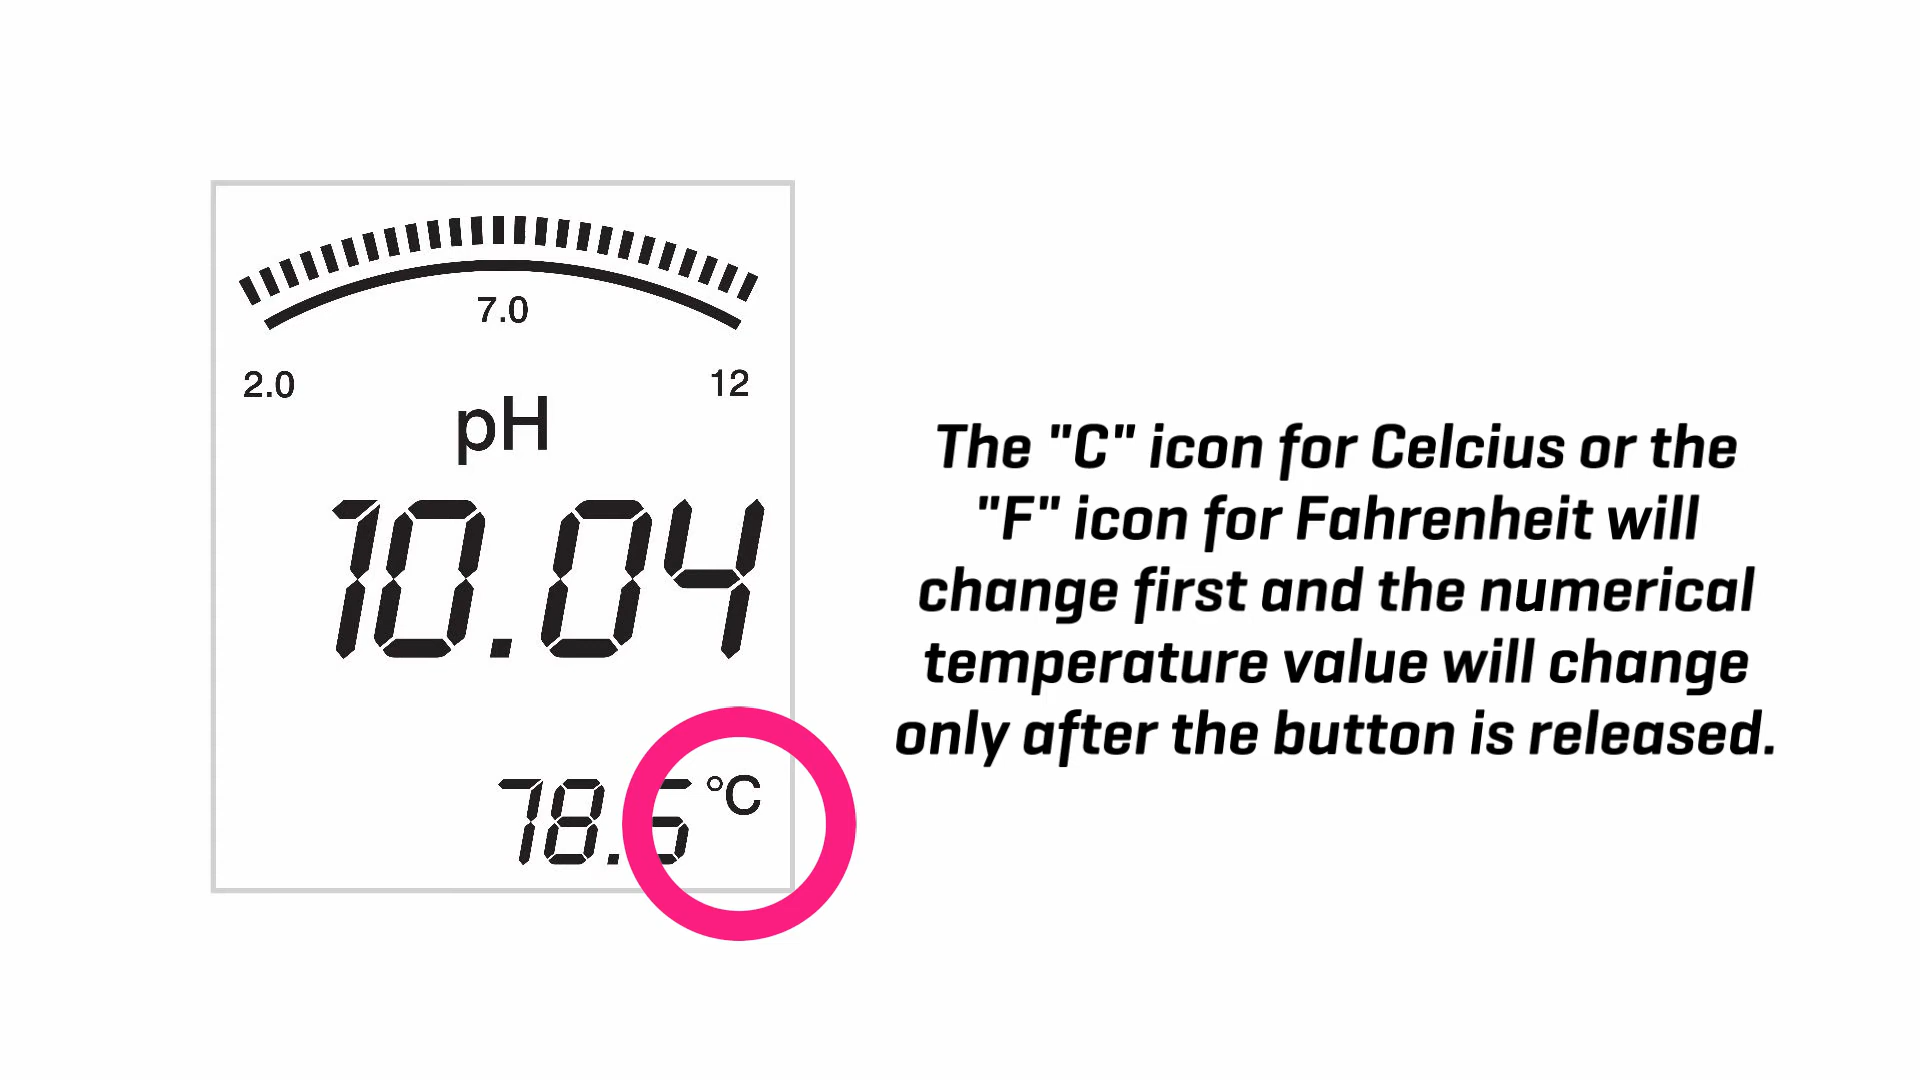 7.0
2.0 12
pH
10.04
78.5 °C
The "C" icon for Celcius or the
"F" icon for Fahrenheit will
change first and the numerical
temperature value will change
only after the button is released.